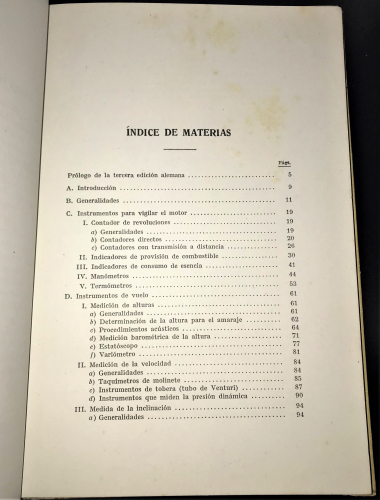 ÍNDICE DE MATERIAS
Págs.
Prólogo de la tercera edición alemana 5
A. Introducción 9
B. Generalidades 11
C. Instrumentos para vigilar el motor 19
I. Contador de revoluciones 19
a) Generalidades 19
b) Contadores directos 20
c) Contadores con transmisión a distancia 26
II. Indicadores de provisión de combustible 30
III. Indicadores de consumo de esencia 41
IV. Manómetros 44
V. Termómetros 53
D. Instrumentos de vuelo 61
I. Medición de alturas 61
a) Generalidades 61
b) Determinación de la altura para el amaraje 62
c) Procedimientos acústicos 64
d) Medición barométrica de la altura 71
e) Estatóscopo 77
f) Variómetro 81
II. Medición de la velocidad 84
a) Generalidades 84
b) Taquímetros de molinete 85
c) Instrumentos de tobera (tubo de Venturi) 87
d) Instrumentos que miden la presión dinámica 90
III. Medida de la inclinación 94
a) Generalidades 94